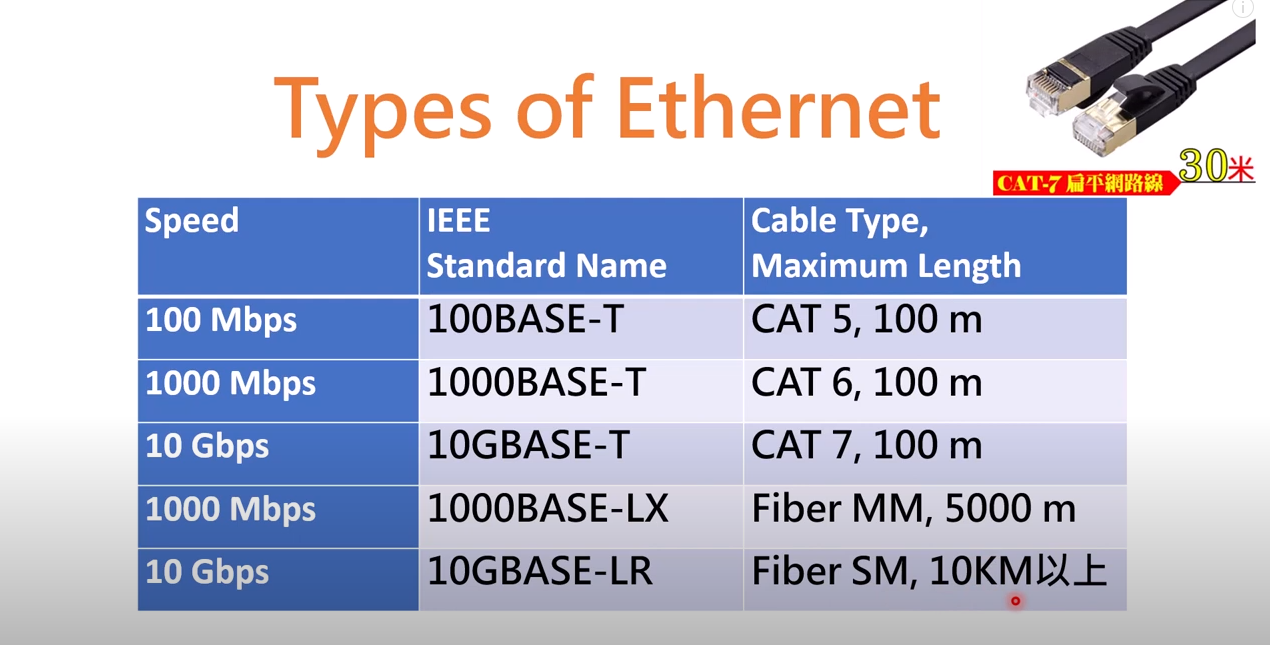 Types of Ethernet
CAT-7 扁平網路線
30米
Speed
IEEE
Standard Name
Cable Type,
Maximum Length
100 Mbps
100BASE-T
CAT 5, 100 m
1000 Mbps
1000BASE-T
CAT 6, 100 m
10 Gbps
10GBASE-T
CAT 7, 100 m
1000 Mbps
1000BASE-LX
Fiber MM, 5000 m
10 Gbps
10GBASE-LR
Fiber SM, 10KM以上